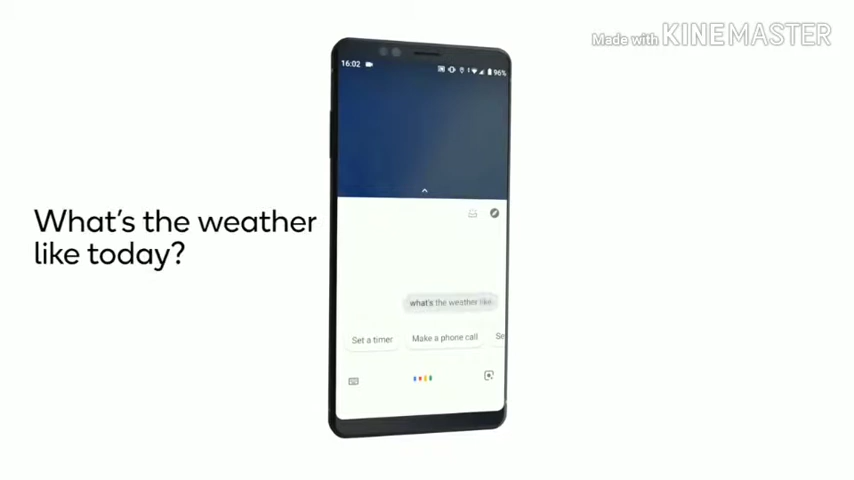 Made with KINEMASTER
16:02
96%
What's the weather
like today?
what's the weather like
Set a timer
Make a phone call
Se